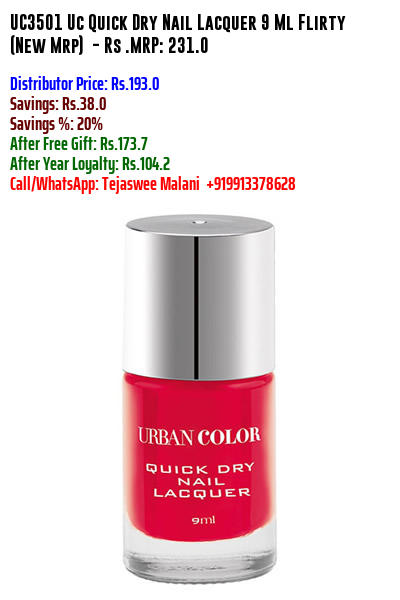 UC3501 Uc Quick Dry Nail Lacquer 9 Ml Flirty
(New Mrp) - Rs .MRP: 231.0
Distributor Price: Rs.193.0
Savings: Rs.38.0
Savings %: 20%
After Free Gift: Rs.173.7
After Year Loyalty: Rs.104.2
Call/WhatsApp: Tejaswee Malani +919913378628
URBAN COLOR
QUICK DRY
NAIL
LACQUER
9ml